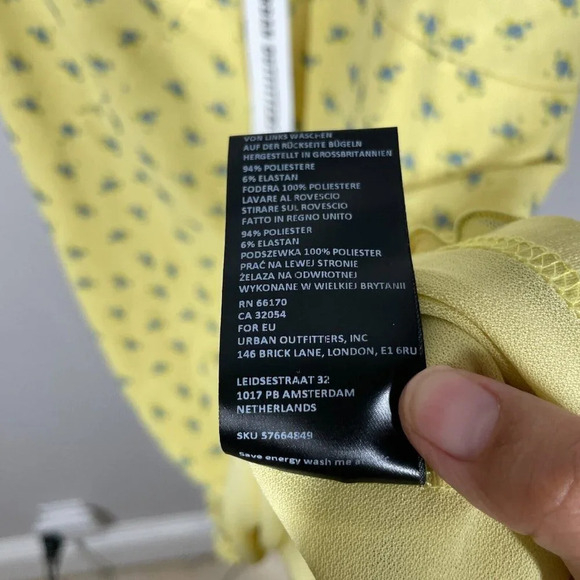 VON LINKS WASCHEN
AUF DER RÜCKSEITE BÜGELN
HERGESTELLT IN GROSSBRITANNIEN
94% POLIESTERE
6% ELASTAN
FODERA 100% POLIESTERE
LAVARE AL ROVESCIO
STIRARE SUL ROVESCIO
FATTO IN REGNO UNITO
94% POLIESTER
6% ELASTAN
PODSZEWKA 100% POLIESTER
PRAĆ NA LEWEJ STRONIE
ŻELAZA NA ODWROTNEJ
WYKONANE W WIELKIEJ BRYTANII
RN 66170
CA 32054
FOR EU
URBAN OUTFITTERS, INC
146 BRICK LANE, LONDON, E1 6RU
LEIDSESTRAAT 32
1017 PB AMSTERDAM
NETHERLANDS
SKU 57664849
Save energy wash me at